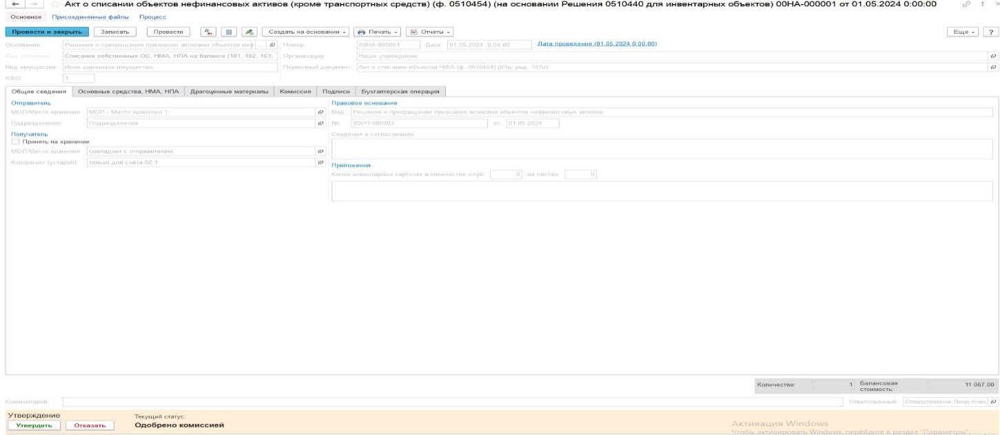 Акт о списании объектов нефинансовых активов (кроме транспортных средств) (ф. 0510454) (на основании Решения 0510440 для инвентарных объектов) 00НА-000001 от 01.05.2024 0:00:00
Основное Присоединенные файлы Процесс
Провести и закрыть Записать Провести Дт Кт Создать на основании Печать Отчеты Еще ?
Основание: Решение о прекращении признания активами объектов неф ... Номер: 00НА-000001 Дата: 01.05.2024 0:00:00 Дата проведения (01.05.2024 0:00:00)
Вид списания: Списание собственных ОС, НМА, НПА на балансе (101, 102, 103, Организация: Наше учреждение
Вид имущества: Иное движимое имущество Первичный документ: Акт о списании объектов НФА (ф. 0510454) (61н, ред. 157н)
КФО: 1
Общие сведения Основные средства, НМА, НПА Драгоценные материалы Комиссия Подписи Бухгалтерская операция
Отправитель Правовое основание
МОЛ/Место хранения: МОЛ - Место хранения 1 Вид: Решение о прекращении признания активами объектов нефинансовых активов
Подразделение: Подразделение №: 00РП-000003 от: 01.05.2024
Получатель Сведения о согласовании:
Принять на хранение
МОЛ/Место хранения: совпадает с отправителем
Контрагент (устарел): только для счета 02.1 Приложения
Копии инвентарных карточек в количестве штук: 0 на листах: 0
Количество: 1 Балансовая стоимость: 11 067,00
Комментарий: Ответственный: Ответственное Лицо Коми
Утверждение Текущий статус:
Утвердить Отказать Одобрено комиссией
Активация Windows
Чтобы активировать Windows, перейдите в раздел "Параметры".